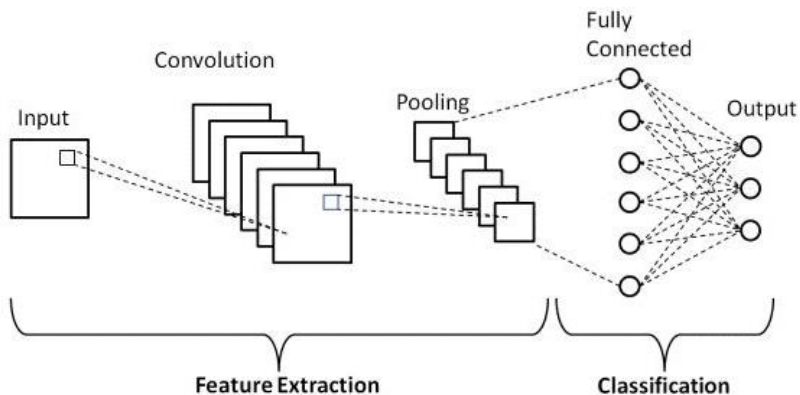 Input
Convolution
Pooling
Fully
Connected
Output
Feature Extraction
Classification